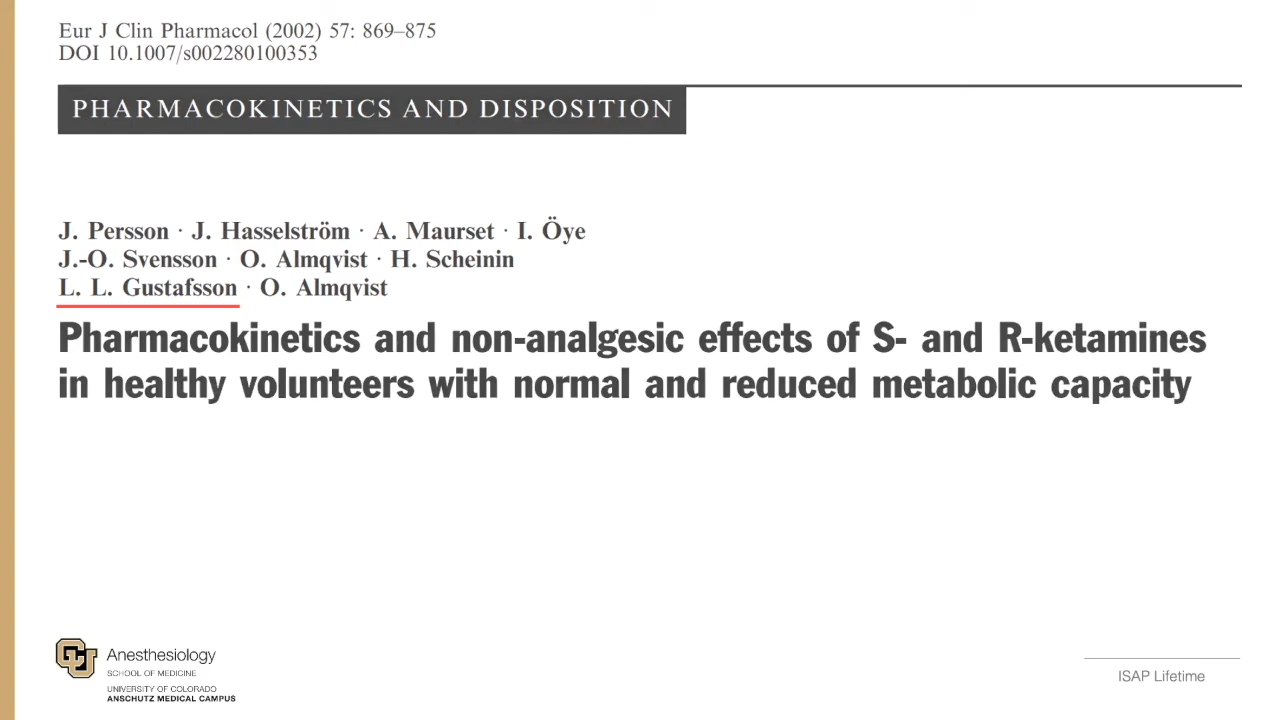 Eur J Clin Pharmacol (2002) 57: 869–875
DOI 10.1007/s002280100353
PHARMACOKINETICS AND DISPOSITION
J. Persson · J. Hasselström · A. Maurset · I. Öye
J.-O. Svensson · O. Almqvist · H. Scheinin
L. L. Gustafsson · O. Almqvist
Pharmacokinetics and non-analgesic effects of S- and R-ketamines
in healthy volunteers with normal and reduced metabolic capacity
CU
Anesthesiology
SCHOOL OF MEDICINE
UNIVERSITY OF COLORADO
ANSCHUTZ MEDICAL CAMPUS
ISAP Lifetime